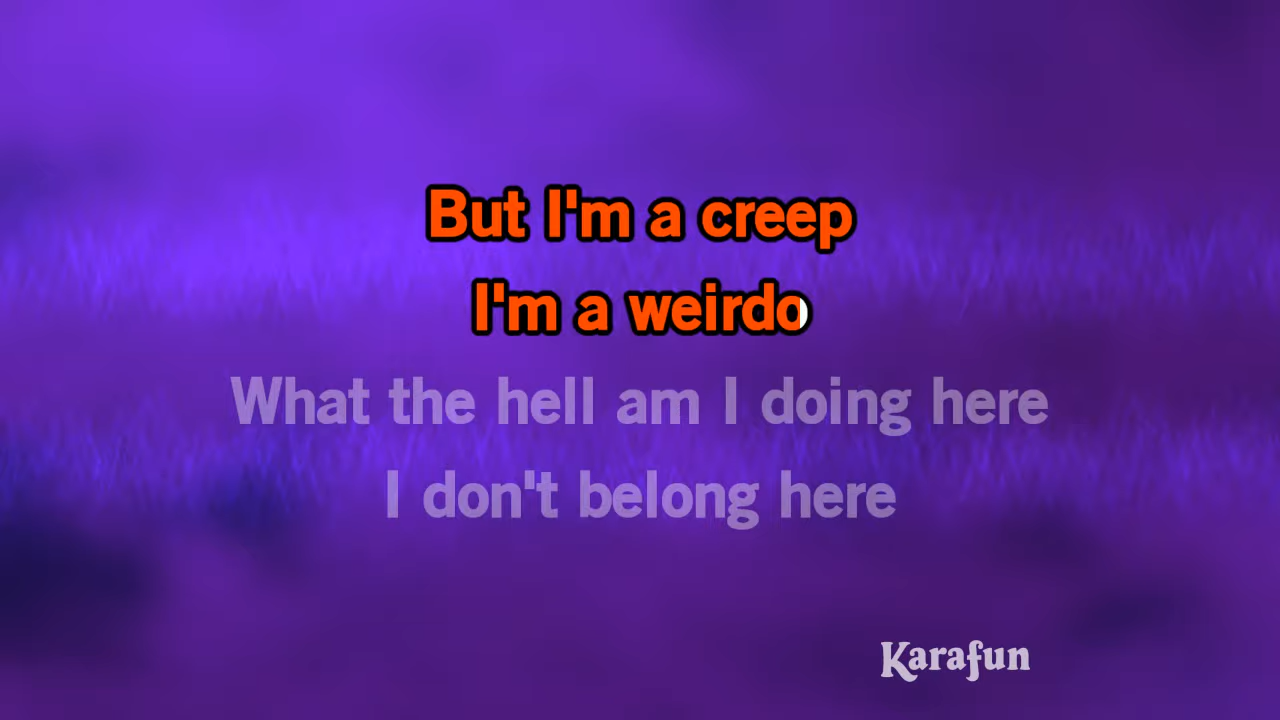 But I'm a creep
I'm a weirdo
What the hell am I doing here
I don't belong here
Karafun